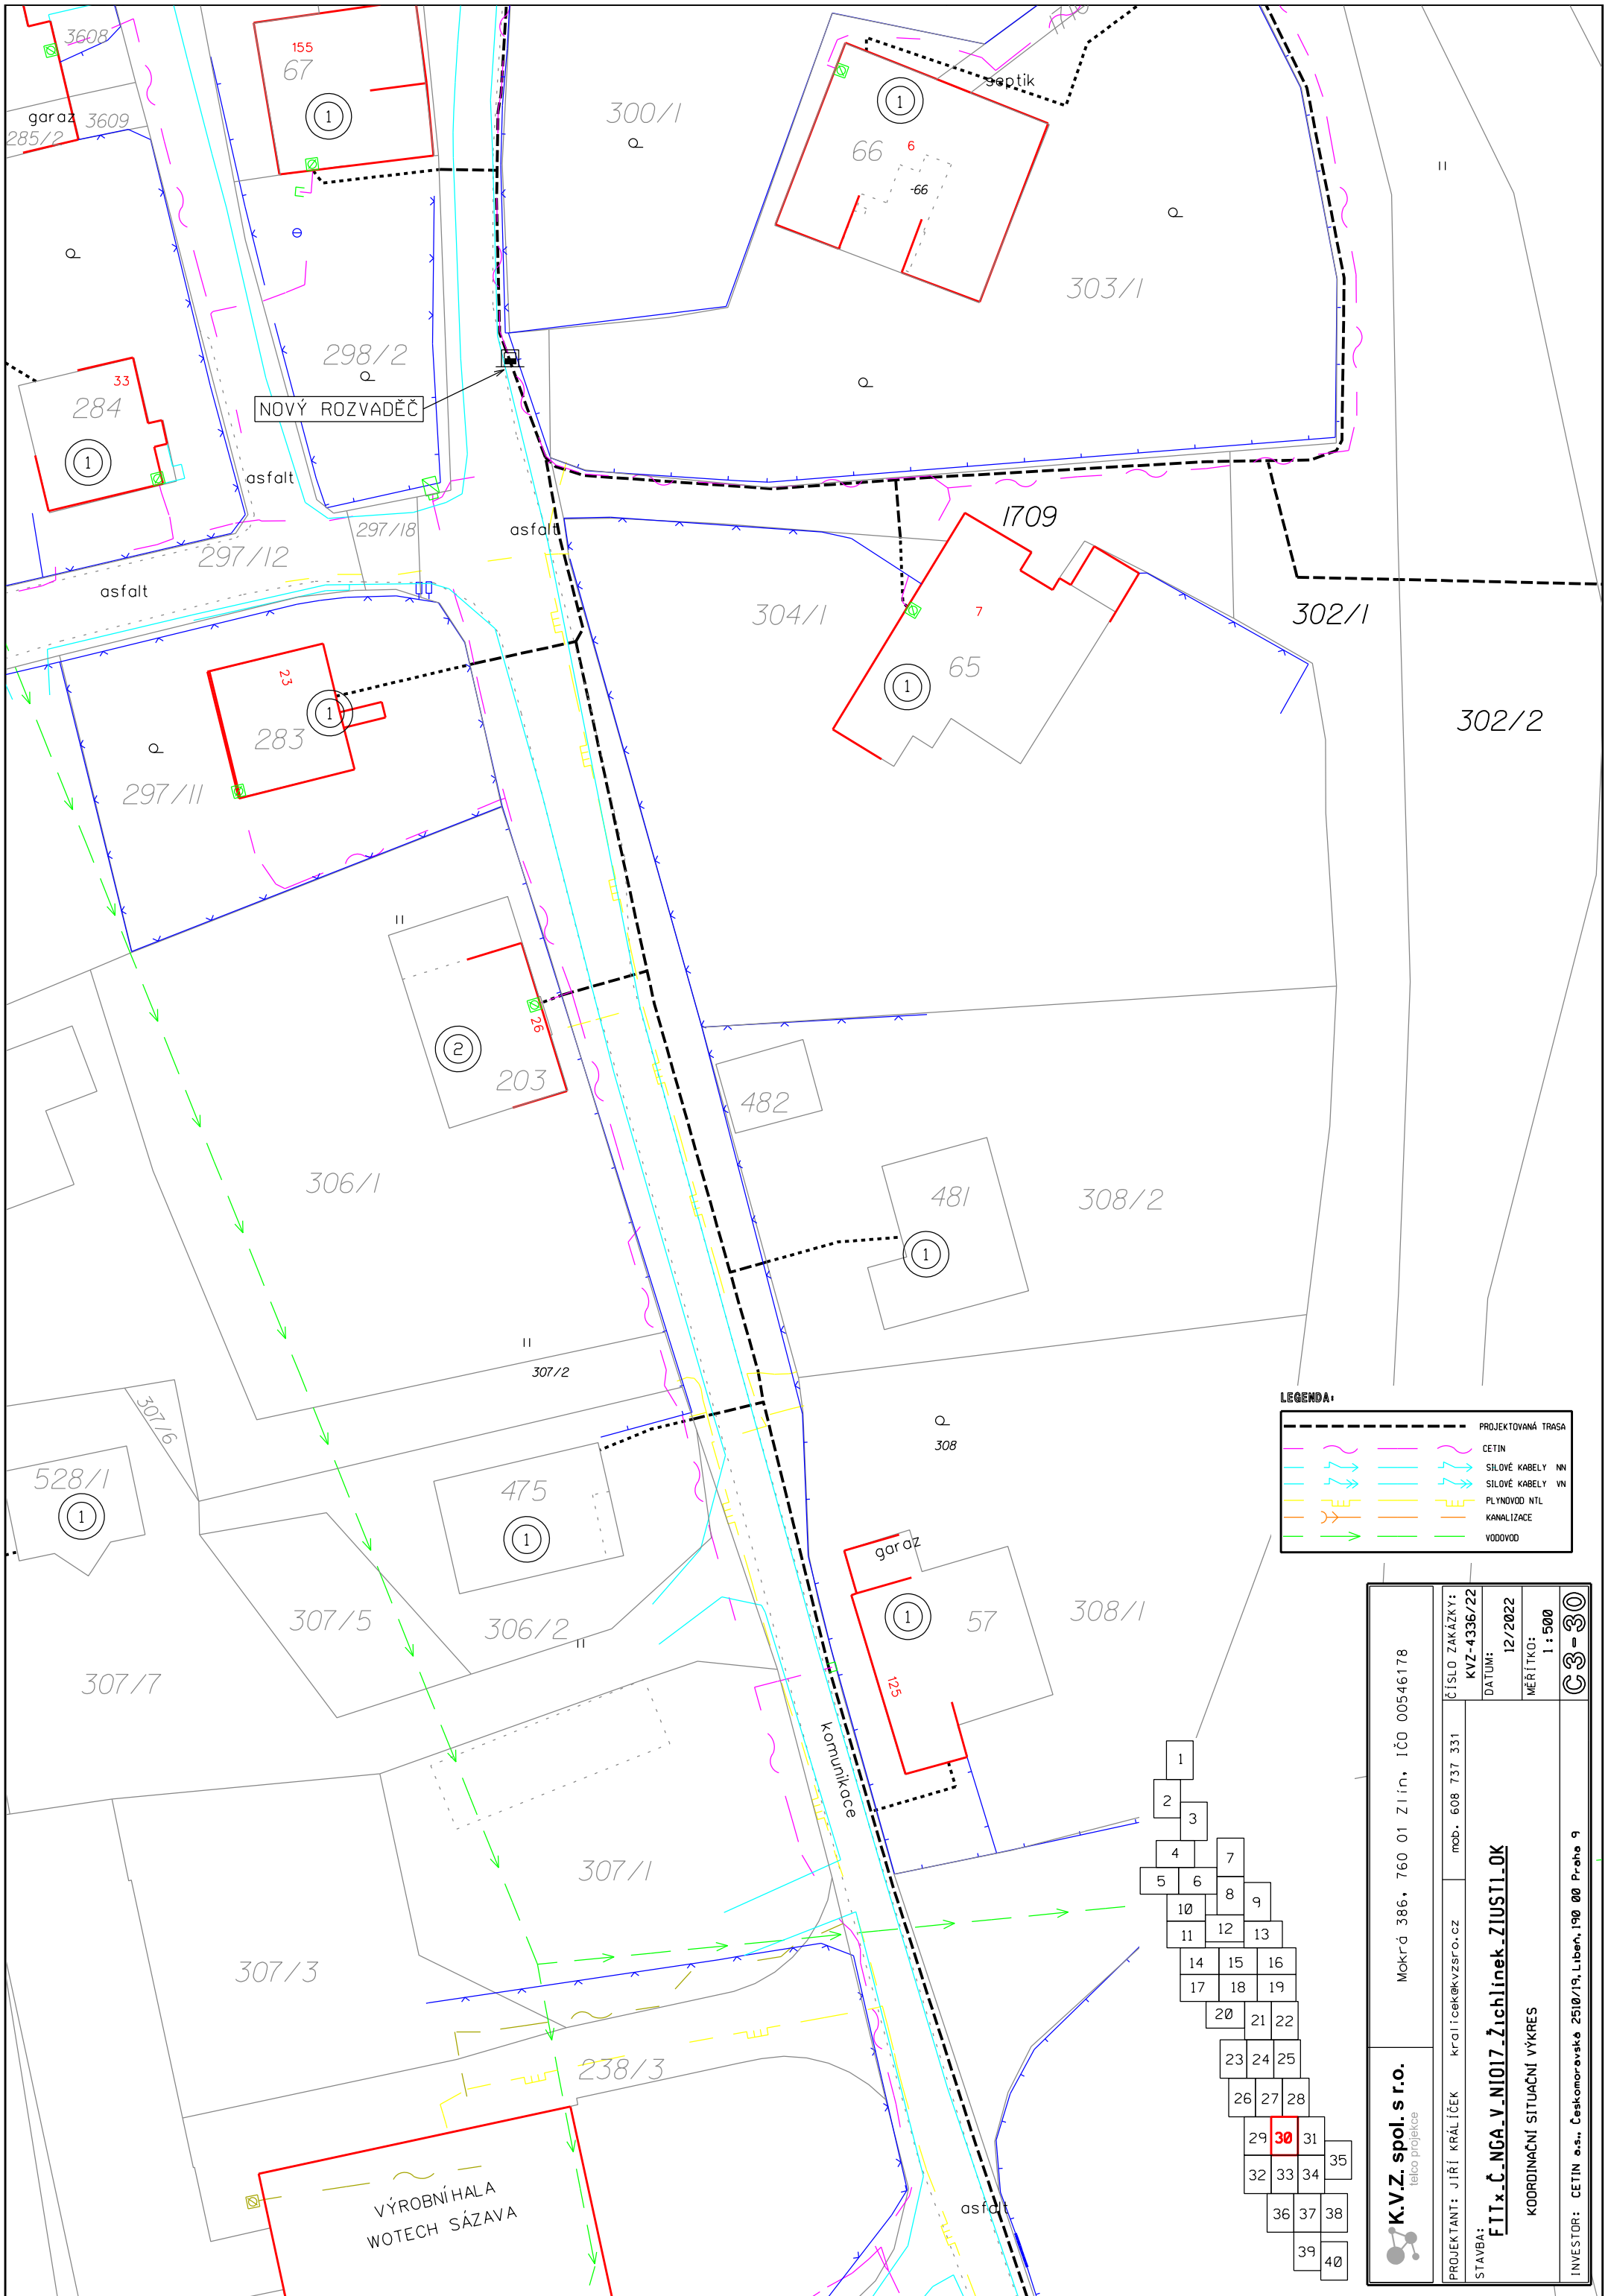 3608
155
67
1
garaz
3609
285/2
300/1
66
6
-66
1
septik
303/1
298/2
NOVÝ ROZVADĚČ
33
284
1
asfalt
297/18
297/12
asfalt
asfalt
1709
304/1
7
65
1
302/1
302/2
23
1
283
297/11
26
2
203
482
481
1
308/2
306/1
307/2
307/6
308
528/1
1
475
1
garaz
1
57
125
308/1
307/5
306/2
307/7
komunikace
307/1
307/3
238/3
VÝROBNÍ HALA
WOTECH SÁZAVA
asfalt
LEGENDA:
PROJEKTOVANÁ TRASA
CETIN
SILOVÉ KABELY NN
SILOVÉ KABELY VN
PLYNOVOD NTL
KANALIZACE
VODOVOD
1
2
3
4
7
5
6
8
9
10
11
12
13
14
15
16
17
18
19
20
21
22
23
24
25
26
27
28
29
30
31
35
32
33
34
36
37
38
39
40
K.V.Z. spol. s r.o.
telco projekce
Mokrá 386, 760 01 Zlín, IČO 00546178
PROJEKTANT: JIŘÍ KRÁLÍČEK
kralicek@kvzsro.cz
mob. 608 737 331
ČÍSLO ZAKÁZKY:
KVZ-4336/22
STAVBA:
FTTx_Č_NGA_V_NI017_Žichlínek_ZIUSTI_OK
KOORDINAČNÍ SITUAČNÍ VÝKRES
DATUM:
12/2022
MĚŘÍTKO:
1:500
INVESTOR: CETIN a.s., Českomoravská 2510/19, Libeň, 190 00 Praha 9
C3-30